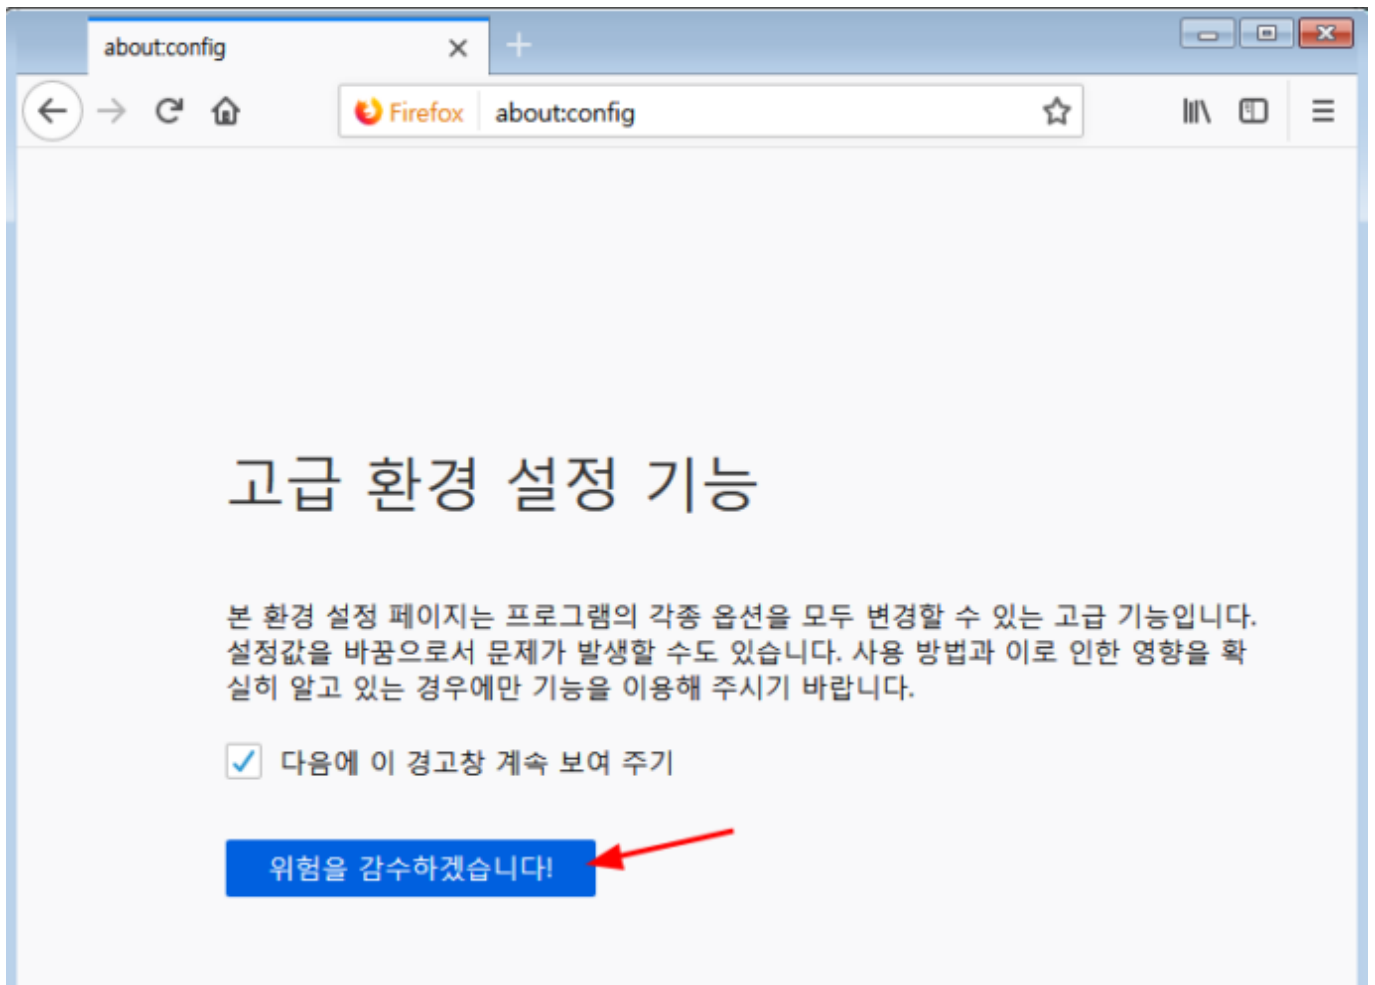 about:config
Firefox about:config
고급 환경 설정 기능
본 환경 설정 페이지는 프로그램의 각종 옵션을 모두 변경할 수 있는 고급 기능입니다.
설정값을 바꿈으로서 문제가 발생할 수도 있습니다. 사용 방법과 이로 인한 영향을 확
실히 알고 있는 경우에만 기능을 이용해 주시기 바랍니다.
다음에 이 경고창 계속 보여 주기
위험을 감수하겠습니다!